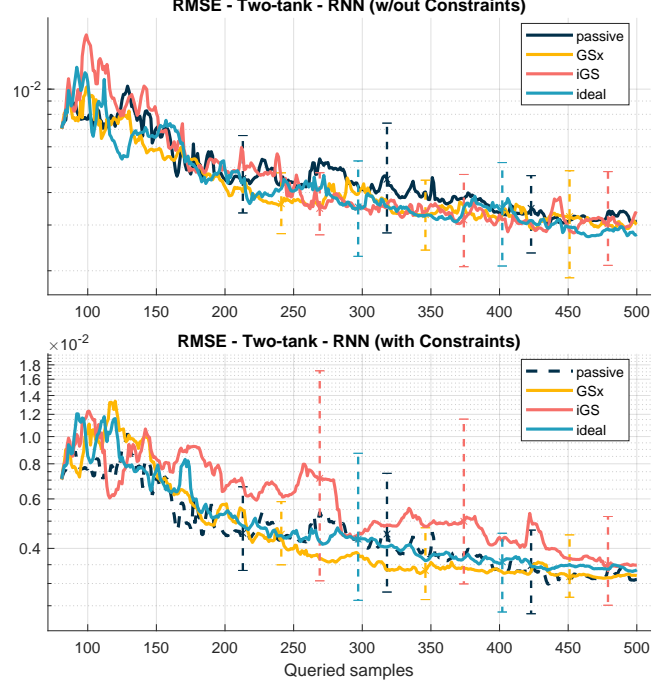 RMSE - Two-tank - RNN (w/out Constraints)
10⁻²
passive
GSx
iGS
ideal
100 150 200 250 300 350 400 450 500
RMSE - Two-tank - RNN (with Constraints)
×10⁻²
1.8
1.6
1.4
1.2
1.0
0.8
0.6
0.4
passive
GSx
iGS
ideal
100 150 200 250 300 350 400 450 500
Queried samples